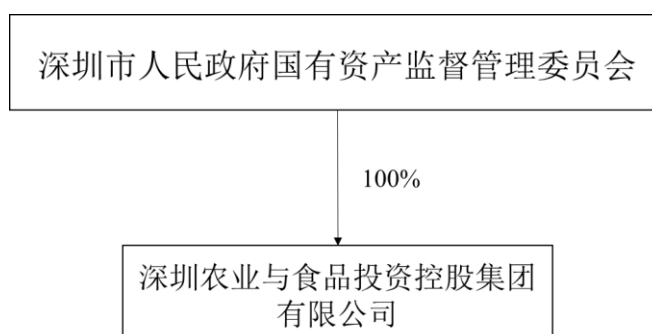 深圳市人民政府国有资产监督管理委员会
100%
深圳农业与食品投资控股集团
有限公司